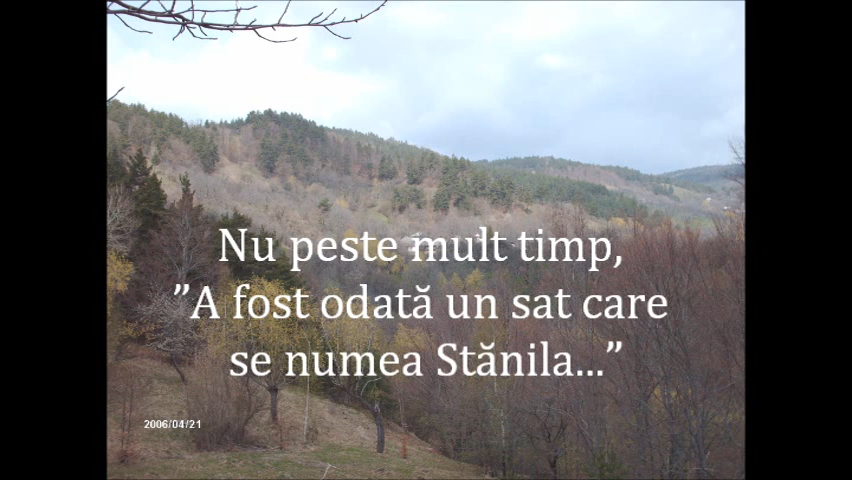 Nu peste mult timp,
”A fost odată un sat care
se numea Stănila...”
2006/04/21